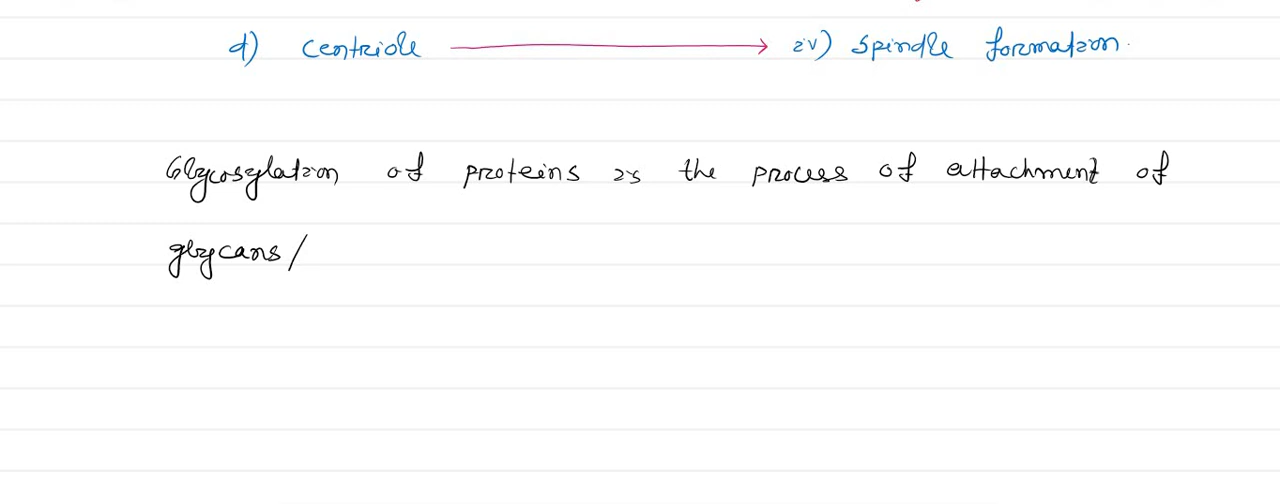 d) Centriole → iv) Spindle formation.
Glycosylation of proteins is the process of attachment of
glycans/